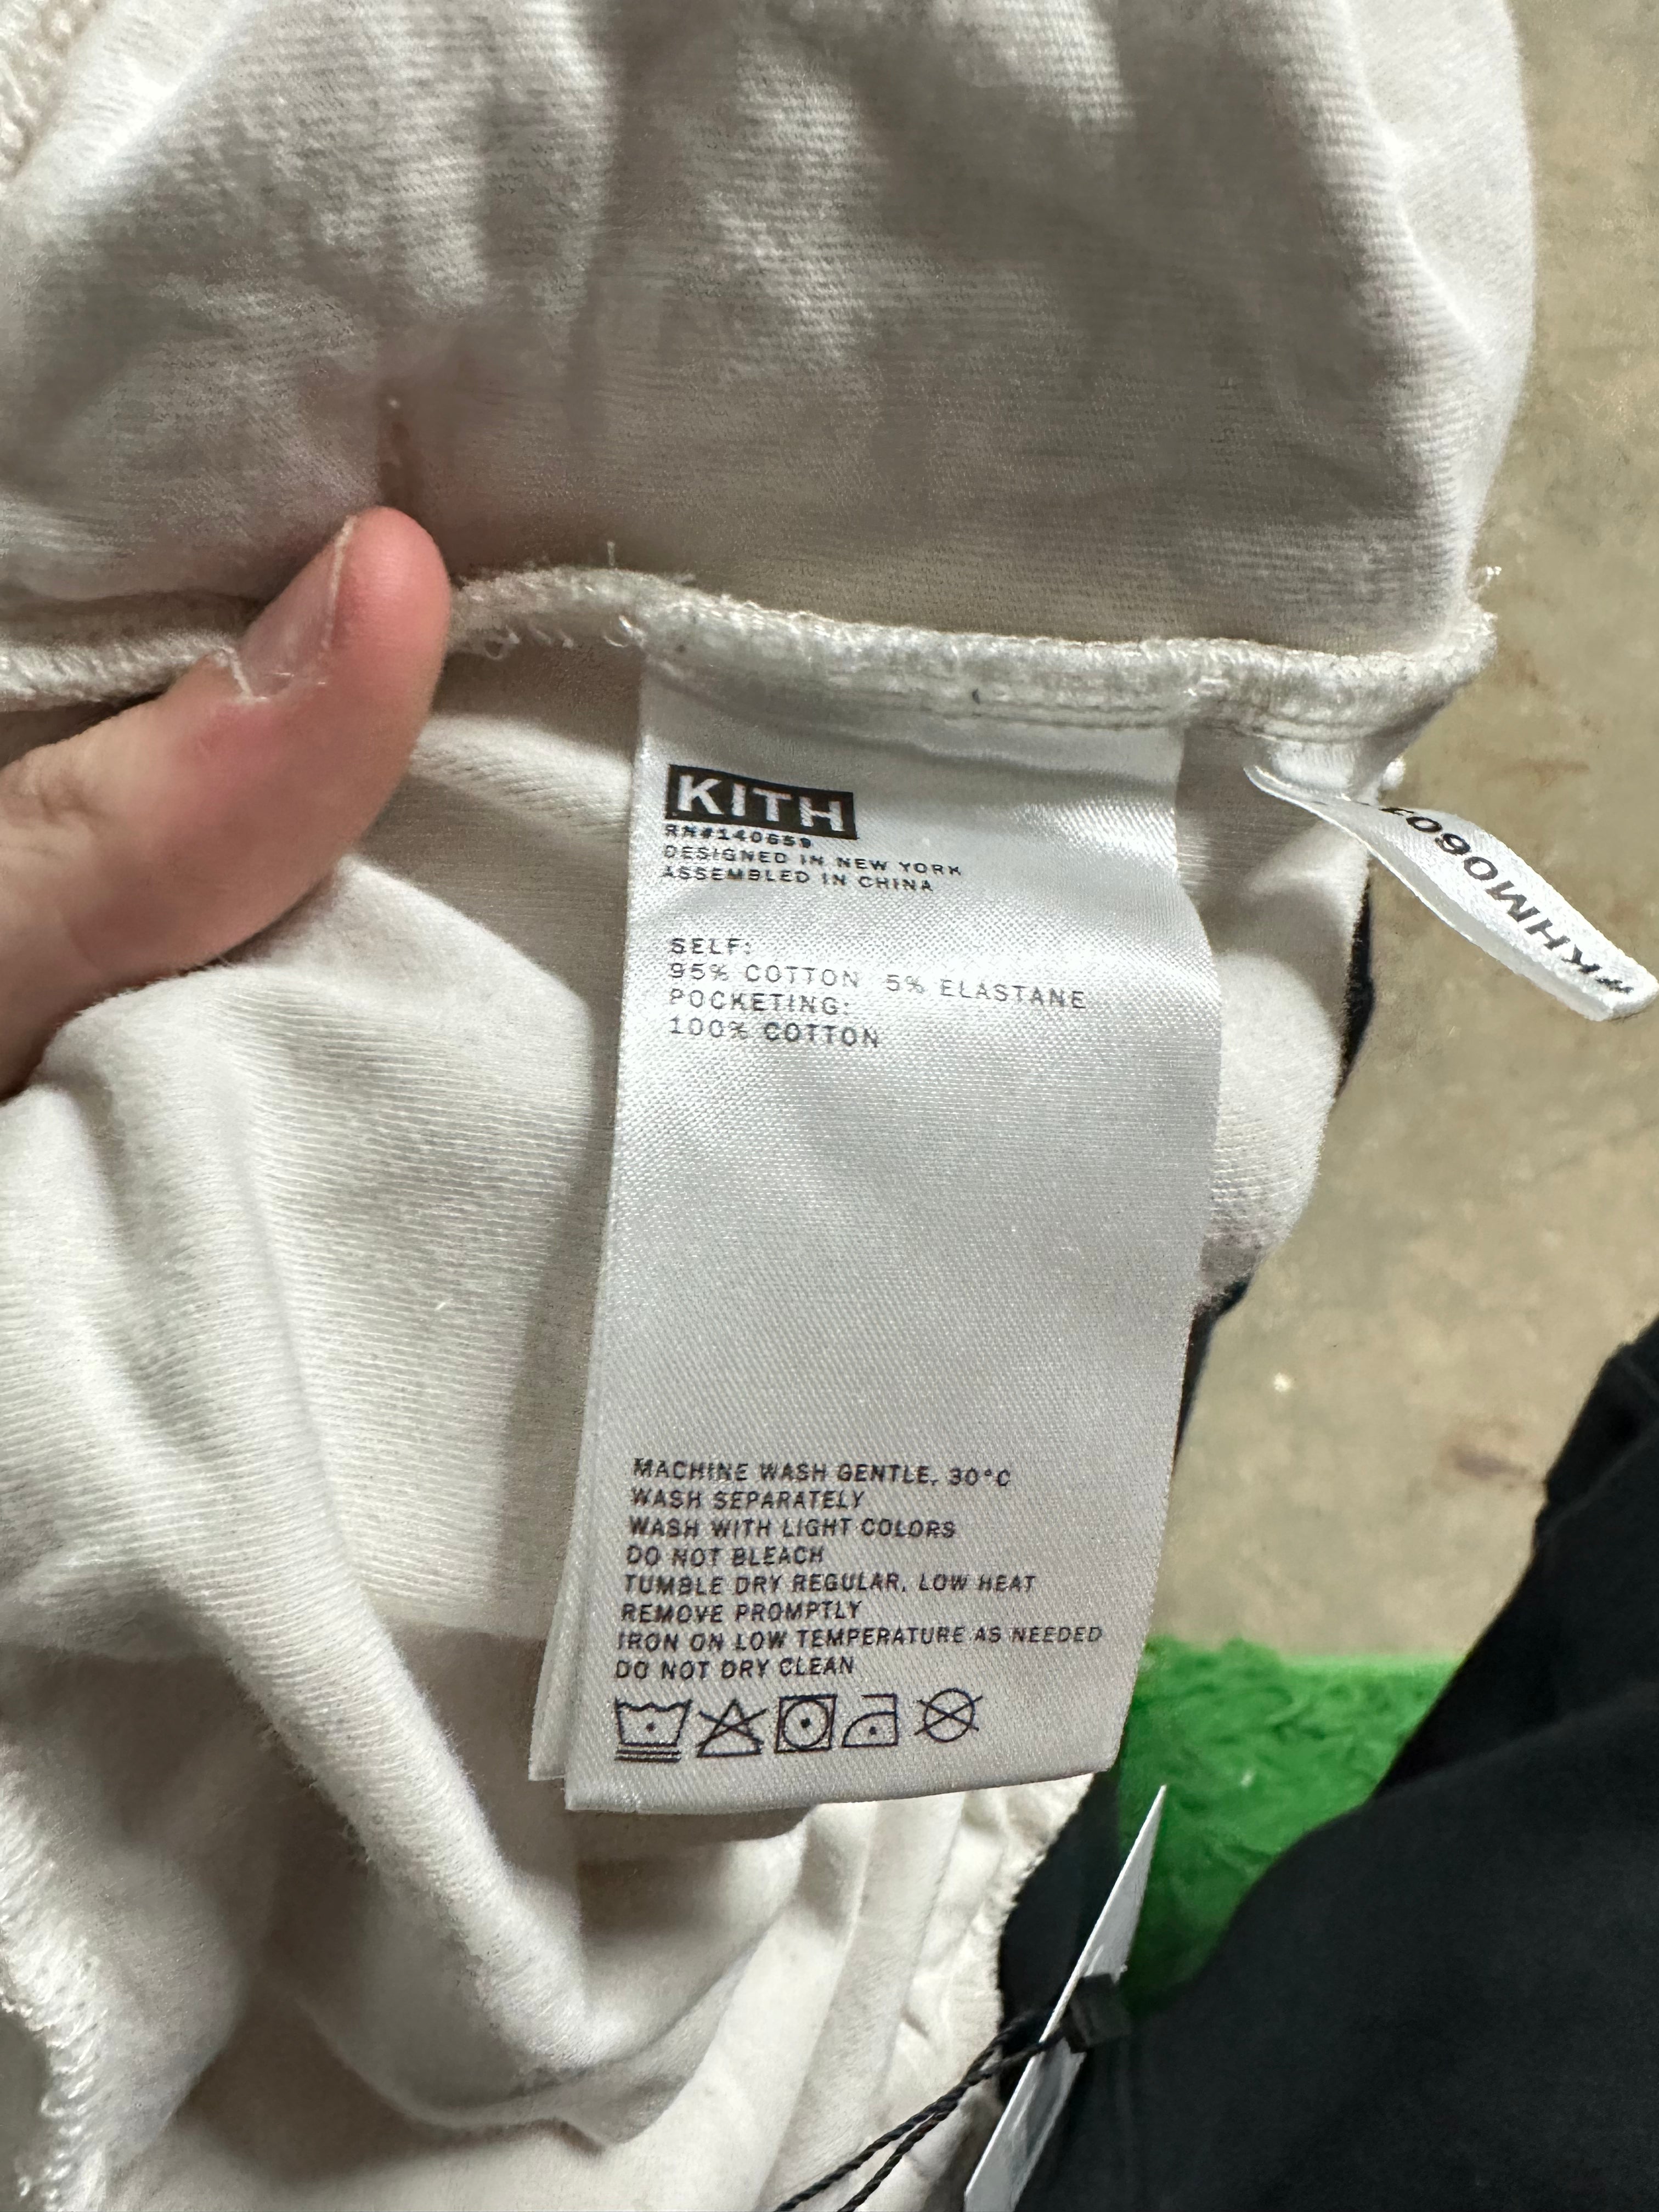 KITH
RN#140659
DESIGNED IN NEW YORK
ASSEMBLED IN CHINA
SELF:
95% COTTON 5% ELASTANE
POCKETING:
100% COTTON
MACHINE WASH GENTLE, 30°C
WASH SEPARATELY
WASH WITH LIGHT COLORS
DO NOT BLEACH
TUMBLE DRY REGULAR, LOW HEAT
REMOVE PROMPTLY
IRON ON LOW TEMPERATURE AS NEEDED
DO NOT DRY CLEAN